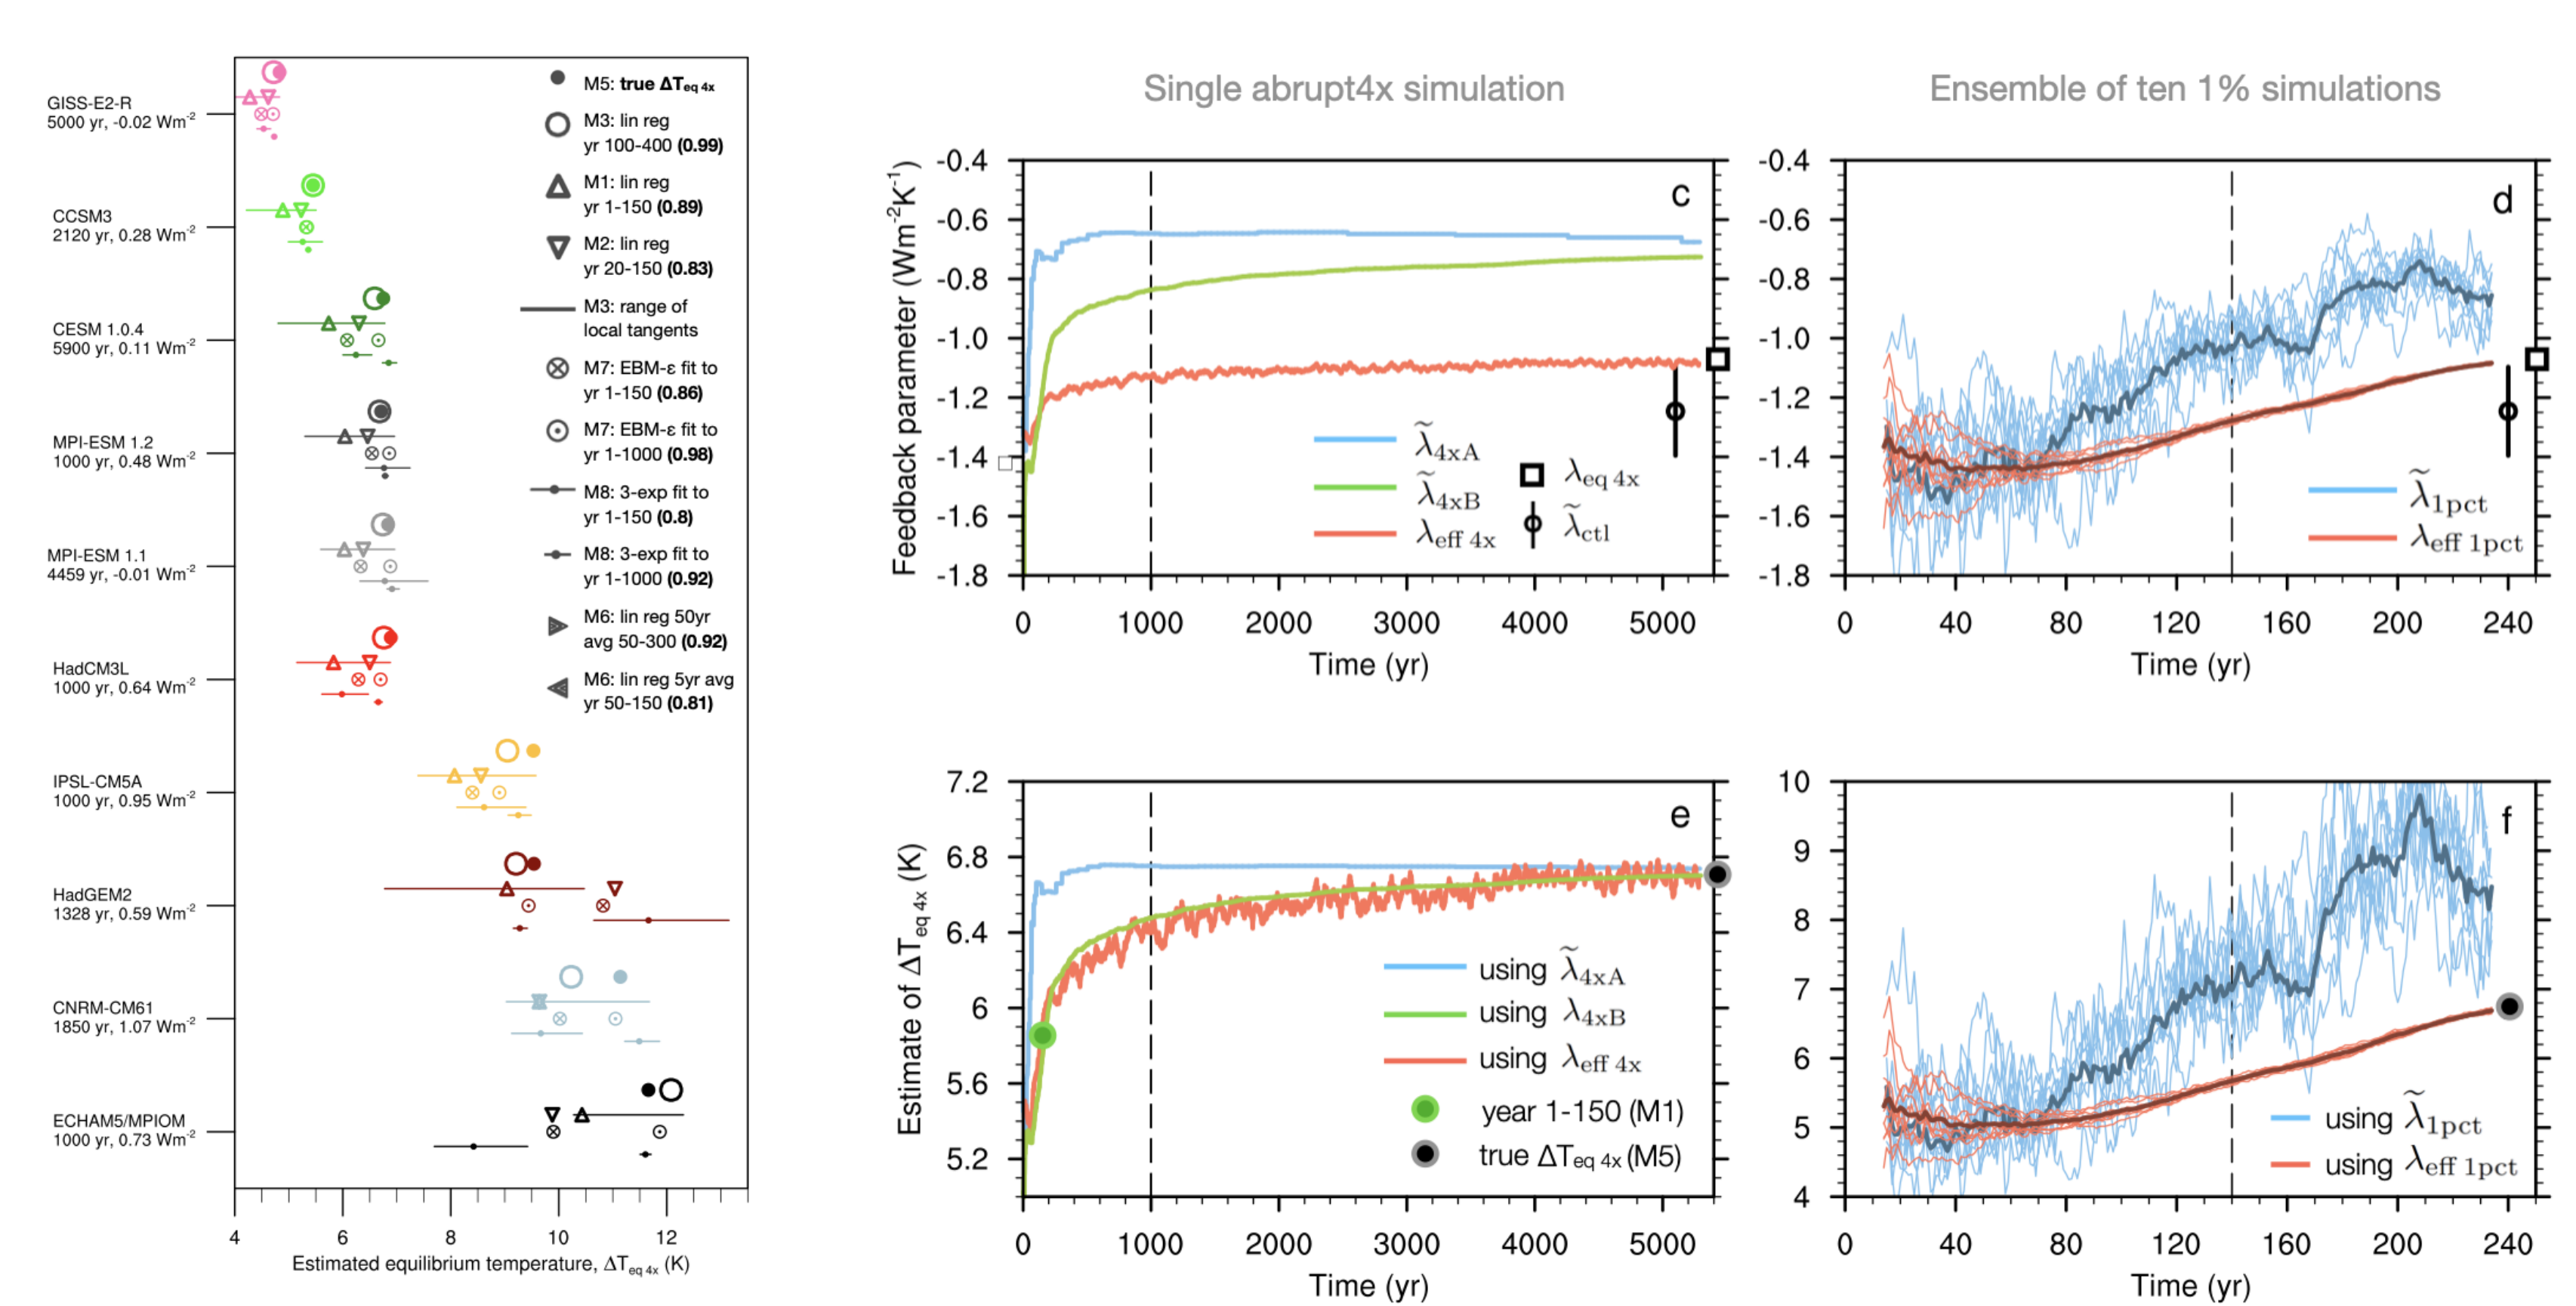 GISS-E2-R
5000 yr, -0.02 Wm-2
CCSM3
2120 yr, 0.28 Wm-2
CESM 1.0.4
5900 yr, 0.11 Wm-2
MPI-ESM 1.2
1000 yr, 0.48 Wm-2
MPI-ESM 1.1
4459 yr, -0.01 Wm-2
HadCM3L
1000 yr, 0.64 Wm-2
IPSL-CM5A
1000 yr, 0.95 Wm-2
HadGEM2
1328 yr, 0.59 Wm-2
CNRM-CM61
1850 yr, 1.07 Wm-2
ECHAM5/MPIOM
1000 yr, 0.73 Wm-2
M5: true ΔTeq 4x
M3: lin reg
yr 100-400 (0.99)
M1: lin reg
yr 1-150 (0.89)
M2: lin reg
yr 20-150 (0.83)
M3: range of
local tangents
M7: EBM-ε fit to
yr 1-150 (0.86)
M7: EBM-ε fit to
yr 1-1000 (0.98)
M8: 3-exp fit to
yr 1-150 (0.8)
M8: 3-exp fit to
yr 1-1000 (0.92)
M6: lin reg 50yr
avg 50-300 (0.92)
M6: lin reg 5yr avg
yr 50-150 (0.81)
4 6 8 10 12
Estimated equilibrium temperature, ΔTeq 4x (K)
Single abrupt4x simulation
Feedback parameter (Wm-2K-1)
-0.4
-0.6
-0.8
-1.0
-1.2
-1.4
-1.6
-1.8
c
λ̃4xA
λ̃4xB
λeff 4x
λeq 4x
λ̃ctl
0 1000 2000 3000 4000 5000
Time (yr)
Ensemble of ten 1% simulations
-0.4
-0.6
-0.8
-1.0
-1.2
-1.4
-1.6
-1.8
d
λ̃1pct
λeff 1pct
0 40 80 120 160 200 240
Time (yr)
Estimate of ΔTeq 4x (K)
7.2
6.8
6.4
6
5.6
5.2
e
using λ̃4xA
using λ4xB
using λeff 4x
year 1-150 (M1)
true ΔTeq 4x (M5)
0 1000 2000 3000 4000 5000
Time (yr)
10
9
8
7
6
5
4
f
using λ̃1pct
using λeff 1pct
0 40 80 120 160 200 240
Time (yr)